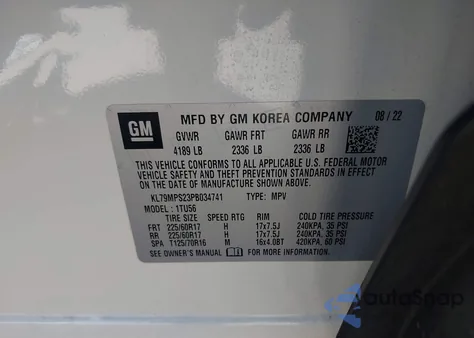 GM
MFD BY GM KOREA COMPANY 08 / 22
GVWR GAWR FRT GAWR RR
4189 LB 2336 LB 2336 LB
THIS VEHICLE CONFORMS TO ALL APPLICABLE U.S. FEDERAL MOTOR
VEHICLE SAFETY AND THEFT PREVENTION STANDARDS IN EFFECT
ON THE DATE OF MANUFACTURE SHOWN ABOVE.
KL79MPS23PB034741 TYPE: MPV
MODEL : 1TU56
TIRE SIZE SPEED RTG RIM COLD TIRE PRESSURE
FRT 225/60R17 H 17x7.5J 240KPA, 35 PSI
RR 225/60R17 H 17x7.5J 240KPA, 35 PSI
SPA T125/70R16 M 16x4.0BT 420KPA, 60 PSI
SEE OWNER'S MANUAL FOR MORE INFORMATION
AutoSnap